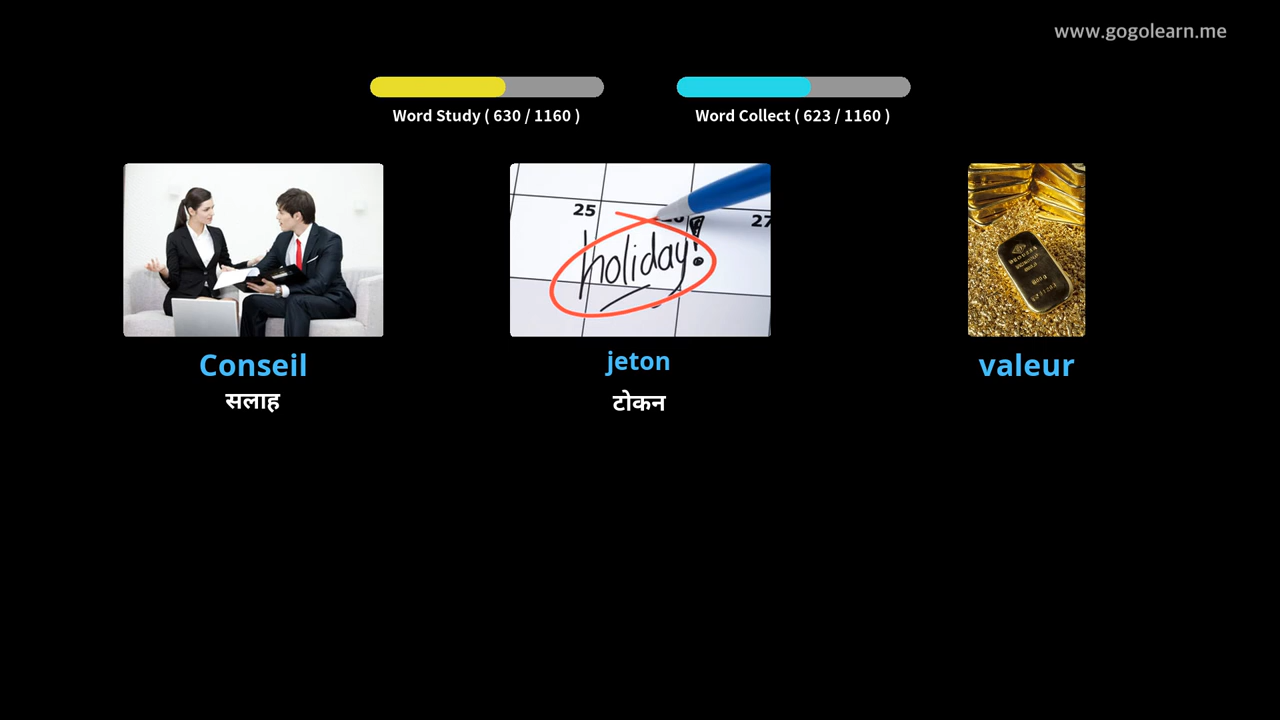 www.gogolearn.me
Word Study ( 630 / 1160 )
Word Collect ( 623 / 1160 )
25
27
holiday!
Conseil
jeton
valeur
सलाह
टोकन